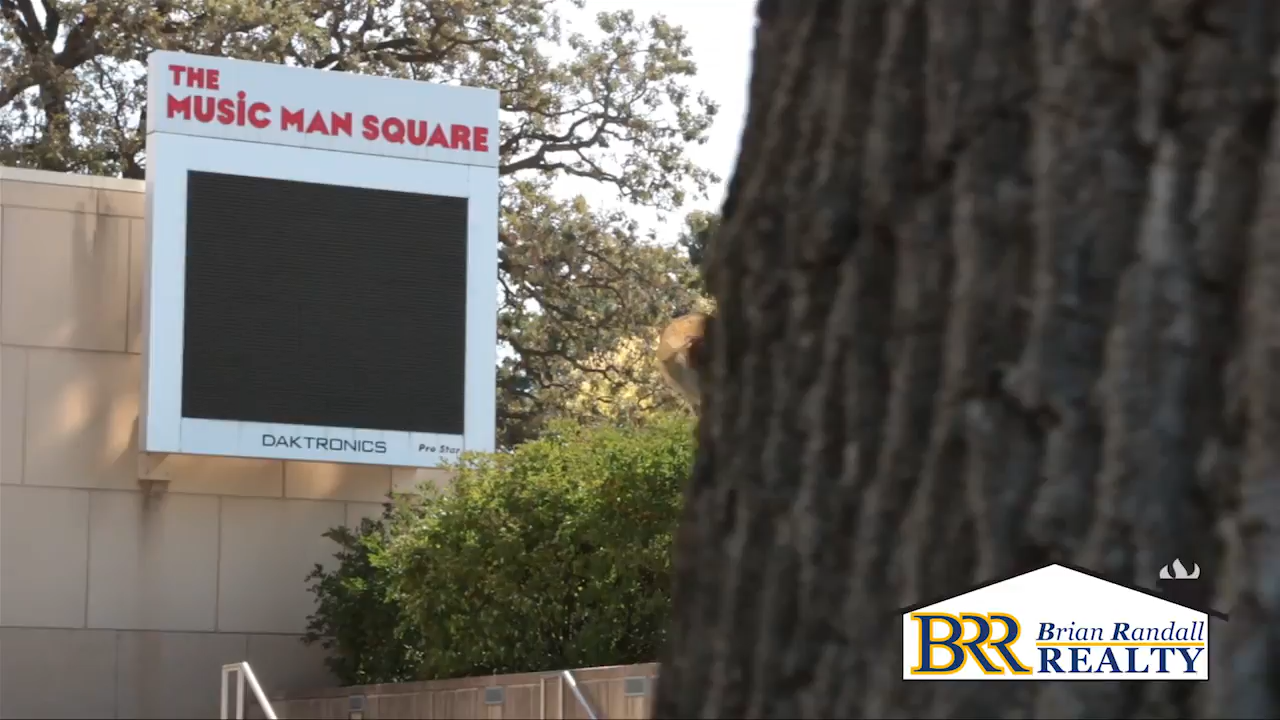 THE
MUSiC MAN SQUARE
DAKTRONICS
Pro Star
BRR
Brian Randall
REALTY